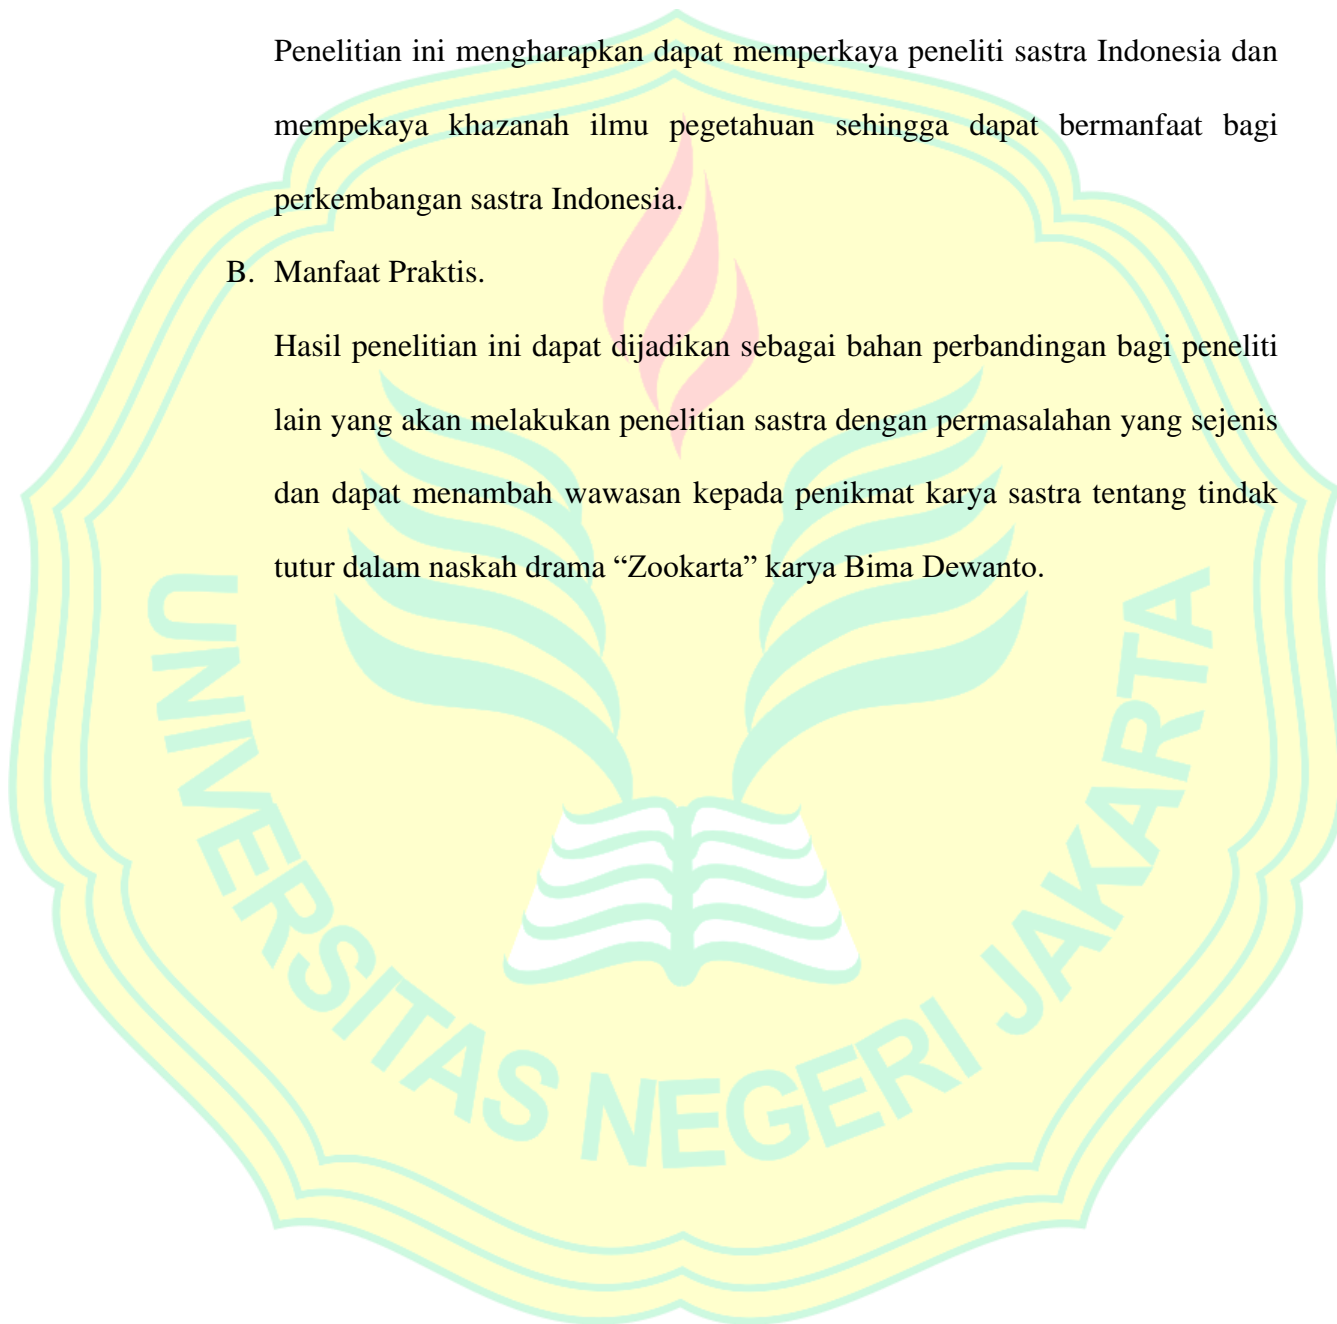 Penelitian ini mengharapkan dapat memperkaya peneliti sastra Indonesia dan
mempekaya khazanah ilmu pegetahuan sehingga dapat bermanfaat bagi
perkembangan sastra Indonesia.
B. Manfaat Praktis.
Hasil penelitian ini dapat dijadikan sebagai bahan perbandingan bagi peneliti
lain yang akan melakukan penelitian sastra dengan permasalahan yang sejenis
dan dapat menambah wawasan kepada penikmat karya sastra tentang tindak
tutur dalam naskah drama “Zookarta” karya Bima Dewanto.
UNIVERSITAS NEGERI JAKARTA